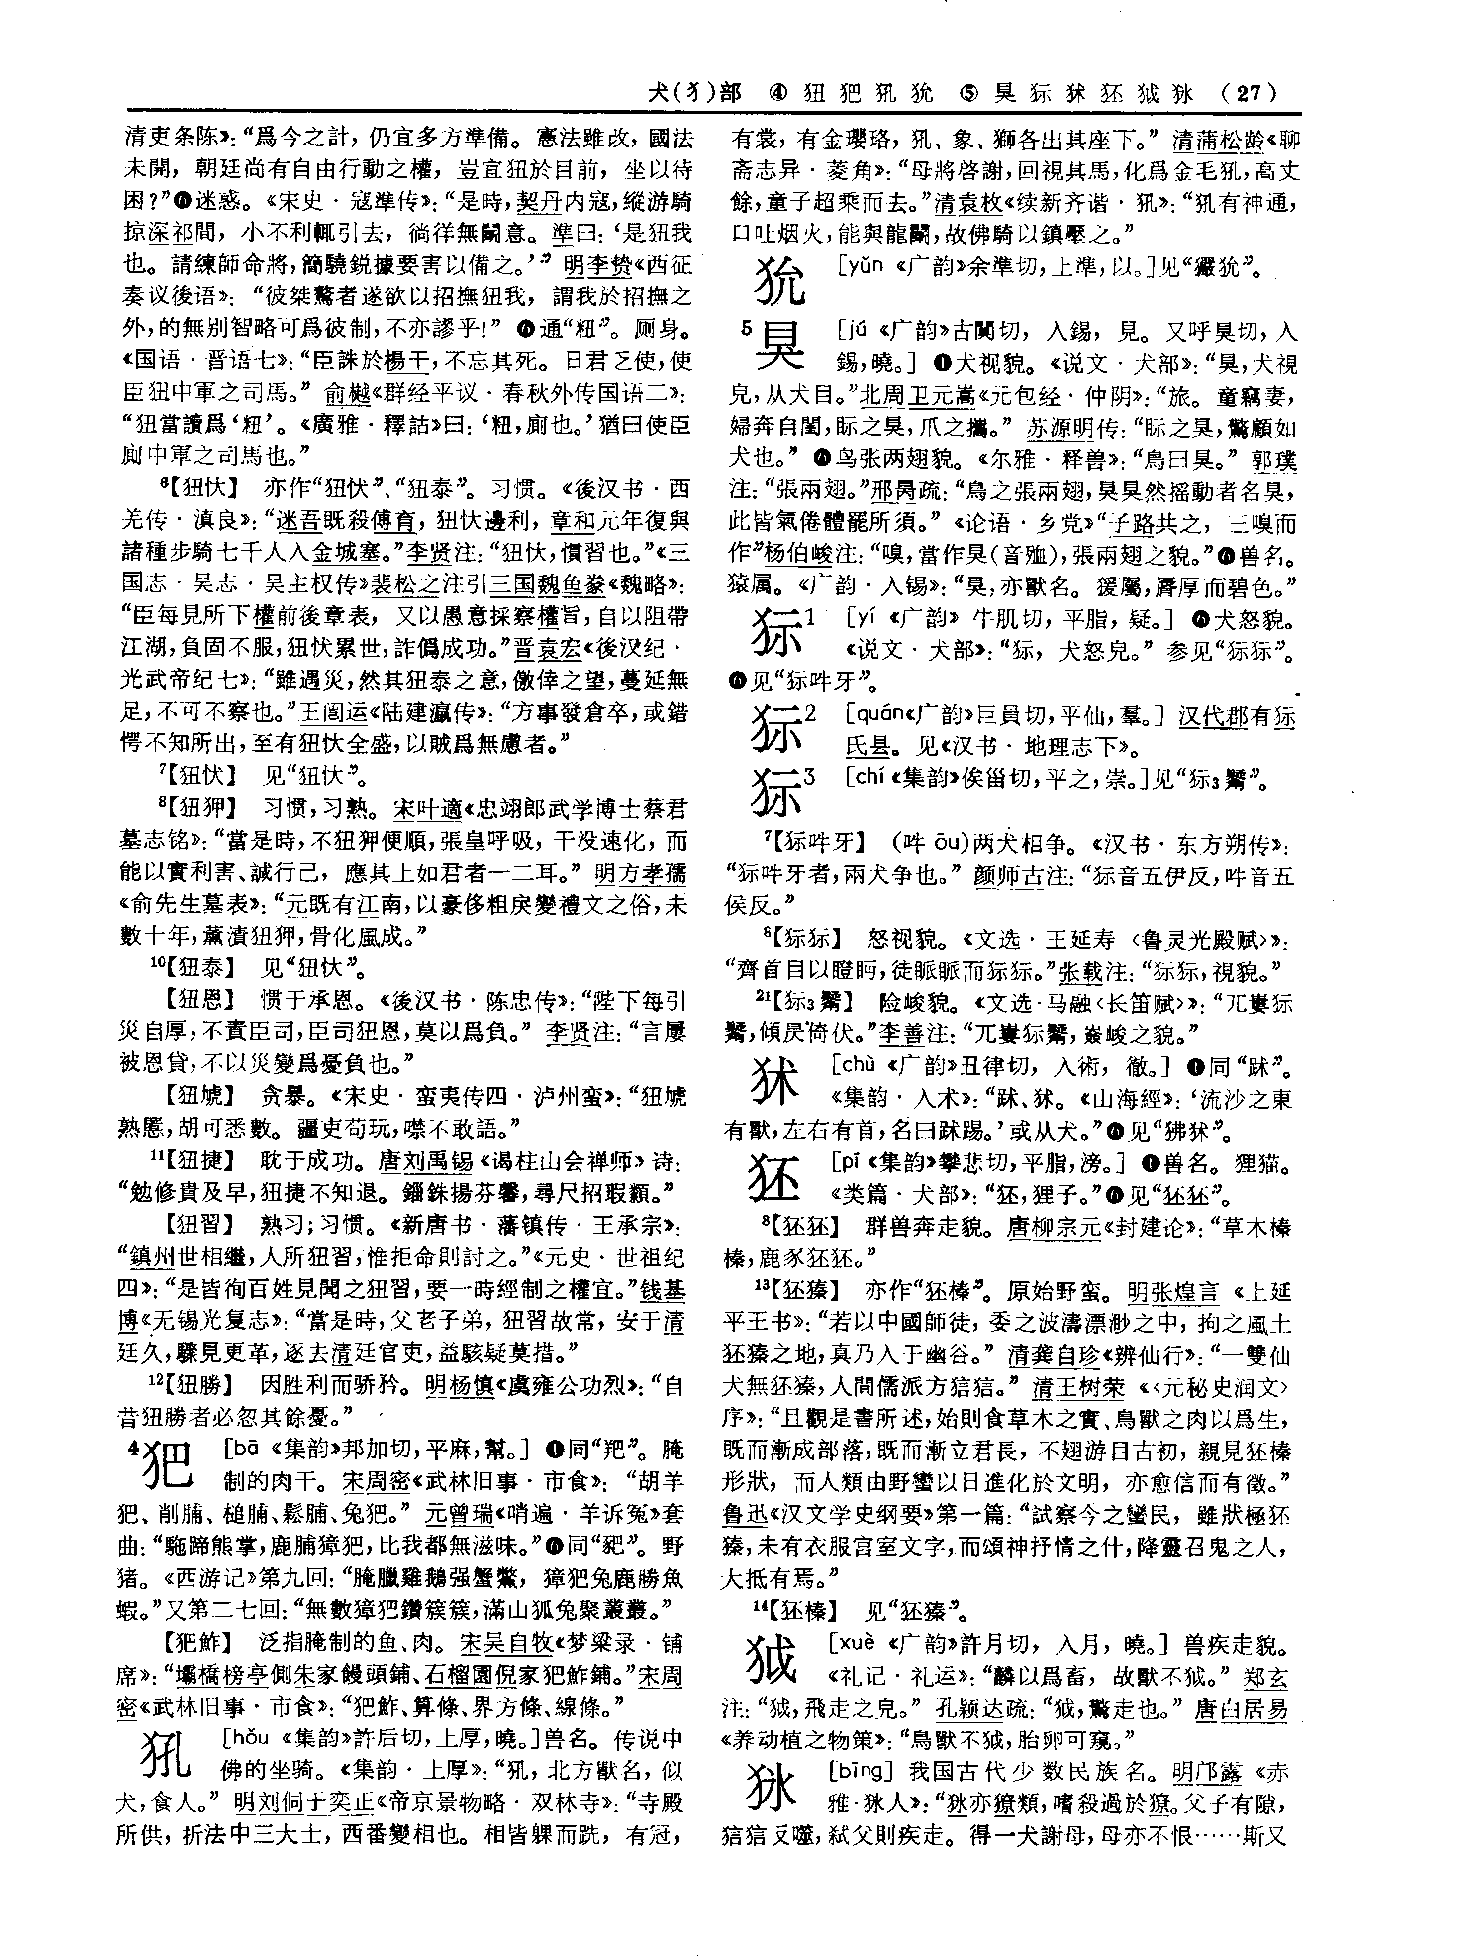 犬(犭)部 ④ 狃 犯 犼 狁 ⑤ 狊 狋 狘 (27)
清吏条陈》：“爲今之計，仍宜多方準備。憲法雖改，國法
未開，朝廷尚有自由行動之權，豈宜狃於目前，坐以待
困？”❺迷惑。《宋史·寇準传》：“是時，契丹内寇，縱游騎
掠深祁間，小不利輒引去，徜徉無鬭意。準曰：‘是狃我
也。請練師命將，簡驍鋭據要害以備之。’” 明李贽《西征
奏议後语》：“彼桀驁者遂欲以招撫狃我，謂我於招撫之
外，的無别智略可爲彼制，不亦謬乎！” ❻通“粈”。厕身。
《国语·晋语七》：“臣誅於楊干，不忘其死。日君乏使，使
臣狃中軍之司馬。” 俞樾《群经平议·春秋外传国语二》：
“狃當讀爲‘粈’。《廣雅·釋詁》曰：‘粈，廁也。’猶曰使臣
廁中軍之司馬也。”
⁶【狃忕】 亦作“狃忲”、“狃泰”。习惯。《後汉书·西
羌传·滇良》：“迷吾既殺傅育，狃忕邊利，章和元年復與
諸種步騎七千人入金城塞。”李贤注：“狃忕，慣習也。”《三
国志·吴志·吴主权传》裴松之注引三国魏鱼豢《魏略》：
“臣每見所下權前後章表，又以愚意採察權旨，自以阻帶
江湖，負固不服，狃忕累世，詐僞成功。”晋袁宏《後汉纪·
光武帝纪七》：“雖遇災，然其狃泰之意，儌倖之望，蔓延無
足，不可不察也。”王闿运《陆建瀛传》：“方事發倉卒，或錯
愕不知所出，至有狃忕全盛，以賊爲無慮者。”
⁷【狃忲】 见“狃忕”。
⁸【狃狎】 习惯，习熟。宋叶適《忠翊郎武学博士蔡君
墓志铭》：“當是時，不狃狎便順，張皇呼吸，干没速化，而
能以實利害、誠行己，應其上如君者一二耳。” 明方孝孺
《俞先生墓表》：“元既有江南，以豪侈粗戾變禮文之俗，未
數十年，薰漬狃狎，骨化風成。”
¹⁰【狃泰】 见“狃忕”。
【狃恩】 惯于承恩。《後汉书·陈忠传》：“陛下每引
災自厚，不責臣司，臣司狃恩，莫以爲負。” 李贤注：“言屢
被恩貸，不以災變爲憂負也。”
【狃虓】 贪暴。《宋史·蛮夷传四·泸州蛮》：“狃虓
熟慝，胡可悉數。疆吏苟玩，噤不敢語。”
¹¹【狃捷】 耽于成功。唐刘禹锡《谒柱山会禅师》诗：
“勉修貴及早，狃捷不知退。錙銖揚芬馨，尋尺招瑕纇。”
【狃習】 熟习；习惯。《新唐书·藩镇传·王承宗》：
“鎮州世相繼，人所狃習，惟拒命則討之。”《元史·世祖纪
四》：“是皆徇百姓見聞之狃習，要一時經制之權宜。”钱基
博《无锡光复志》：“當是時，父老子弟，狃習故常，安于清
廷久，驟見更革，逐去清廷官吏，益駭疑莫措。”
¹²【狃勝】 因胜利而骄矜。明杨慎《虞雍公功烈》：“自
昔狃勝者必忽其餘憂。”
4 犯 [bā 《集韵》邦加切，平麻，幫。] ❶同“羓”。腌
制的肉干。宋周密《武林旧事·市食》：“胡羊
犯、削脯、槌脯、鬆脯、兔犯。” 元曾瑞《哨遍·羊诉冤》套
曲：“駞蹄熊掌，鹿脯獐犯，比我都無滋味。”❷同“豝”。野
猪。《西游记》第九回：“腌臘雞鵝强蟹鱉，獐犯兔鹿勝魚
蝦。”又第二七回：“無數獐犯鑽簇簇，滿山狐兔聚叢叢。”
【犯鮓】 泛指腌制的鱼、肉。宋吴自牧《梦粱录·铺
席》：“壩橋榜亭側朱家饅頭鋪、石榴園倪家犯鮓鋪。”宋周
密《武林旧事·市食》：“犯鮓、算條、界方條、線條。”
犼 [hǒu 《集韵》許后切，上厚，曉。]兽名。传说中
佛的坐骑。《集韵·上厚》：“犼，北方獸名，似
犬，食人。” 明刘侗于奕正《帝京景物略·双林寺》：“寺殿
所供，折法中三大士，西番變相也。相皆躶而跣，有冠，
有裳，有金瓔珞，犼、象、獅各出其座下。” 清蒲松龄《聊
斋志异·菱角》：“母將啓謝，回視其馬，化爲金毛犼，高丈
餘，童子超乘而去。”清袁枚《续新齐谐·犼》：“犼有神通，
口吐烟火，能與龍鬭，故佛騎以鎮壓之。”
狁 [yǔn 《广韵》余準切，上準，以。]见“玁狁”。
5 狊 [jú 《广韵》古闃切，入錫，見。又呼狊切，入
錫，曉。] ❶犬视貌。《说文·犬部》：“狊，犬視
皃，从犬目。”北周卫元嵩《元包经·仲阴》：“旅。童竊妻，
婦奔自閨，眎之狊，爪之攜。” 苏源明传：“眎之狊，驚顧如
犬也。” ❷鸟张两翅貌。《尔雅·释兽》：“鳥曰狊。” 郭璞
注：“張兩翅。”邢昺疏：“鳥之張兩翅，狊狊然摇動者名狊，
此皆氣倦體罷所須。” 《论语·乡党》“子路共之，三嗅而
作”杨伯峻注：“嗅，當作狊（音殈），張兩翅之貌。”❸兽名。
猿属。《广韵·入锡》：“狊，亦獸名。猨屬，脣厚而碧色。”
狋1 [yí 《广韵》牛肌切，平脂，疑。] ❶犬怒貌。
《说文·犬部》：“狋，犬怒皃。” 参见“狋狋”。
❷见“狋吽牙”。
狋2 [quán《广韵》巨員切，平仙，羣。] 汉代郡有狋
氏县。见《汉书·地理志下》。
狋3 [chí《集韵》俟甾切，平之，崇。]见“狋3觺”。
⁷【狋吽牙】 （吽 ōu）两犬相争。《汉书·东方朔传》：
“狋吽牙者，兩犬争也。” 颜师古注：“狋音五伊反，吽音五
侯反。”
⁸【狋狋】 怒视貌。《文选·王延寿〈鲁灵光殿赋〉》：
“齊首目以瞪眄，徒脈脈而狋狋。”张载注：“狋狋，視貌。”
²¹【狋3觺】 险峻貌。《文选·马融〈长笛赋〉》：“兀嶁狋
觺，傾昃倚伏。”李善注：“兀嶁狋觺，嶔峻之貌。”
[chù 《广韵》丑律切，入術，徹。] ❶同“䟣”。
《集韵·入术》：“䟣、㹤。《山海經》：‘流沙之東
有獸，左右有首，名曰䟣踢。’或从犬。”❷见“狒㹤”。
狉 [pī《集韵》攀悲切，平脂，滂。] ❶兽名。狸猫。
《类篇·犬部》：“狉，狸子。”❷见“狉狉”。
⁸【狉狉】 群兽奔走貌。唐柳宗元《封建论》：“草木榛
榛，鹿豕狉狉。”
¹³【狉獉】 亦作“狉榛”。原始野蛮。明张煌言《上延
平王书》：“若以中國師徒，委之波濤漂渺之中，拘之風土
狉獉之地，真乃入于幽谷。” 清龚自珍《辨仙行》：“一雙仙
犬無狉獉，人間儒派方狺狺。” 清王树荣《〈元秘史润文〉
序》：“且觀是書所述，始則食草木之實、鳥獸之肉以爲生，
既而漸成部落，既而漸立君長，不翅游目古初，親見狉榛
形狀，而人類由野蠻以日進化於文明，亦愈信而有徵。”
鲁迅《汉文学史纲要》第一篇：“試察今之蠻民，雖狀極狉
獉，未有衣服宫室文字，而頌神抒情之什，降靈召鬼之人，
大抵有焉。”
¹⁴【狉榛】 见“狉獉”。
狘 [xuè 《广韵》許月切，入月，曉。] 兽疾走貌。
《礼记·礼运》：“麟以爲畜，故獸不狘。” 郑玄
注：“狘，飛走之皃。” 孔颖达疏：“狘，驚走也。” 唐白居易
《养动植之物策》：“鳥獸不狘，胎卵可窺。”
[bīng] 我国古代少数民族名。明邝露《赤
雅·㹵人》：“㹵亦獠類，嗜殺過於獠。父子有隙，
狺狺反噬，弑父則疾走。得一犬謝母，母亦不恨……斯又